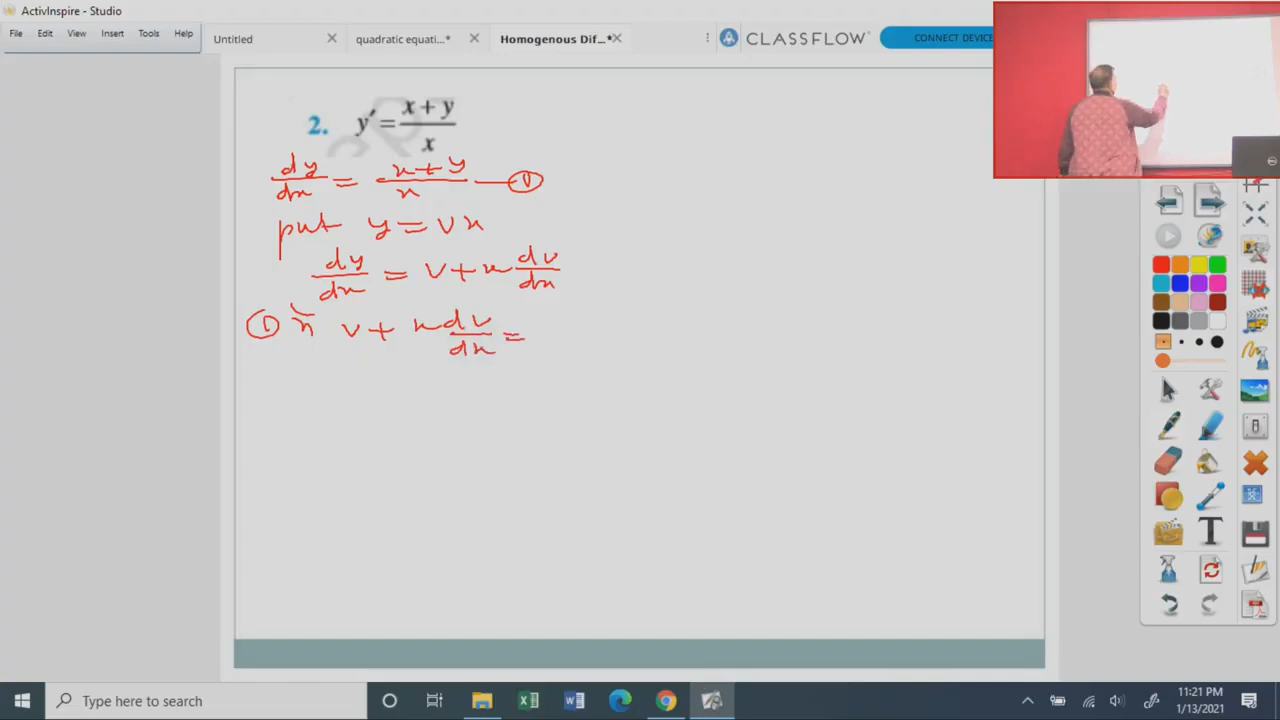 ActivInspire - Studio
File Edit View Insert Tools Help
Untitled
quadratic equati...*
Homogenous Dif...*
CLASSFLOW
CONNECT DEVICE
2. y′ = (x + y)/x
dy/dx = (x + y)/x — ①
put y = vx
dy/dx = v + x dv/dx
① is v + x dv/dx =
T
Type here to search
11:21 PM
1/13/2021